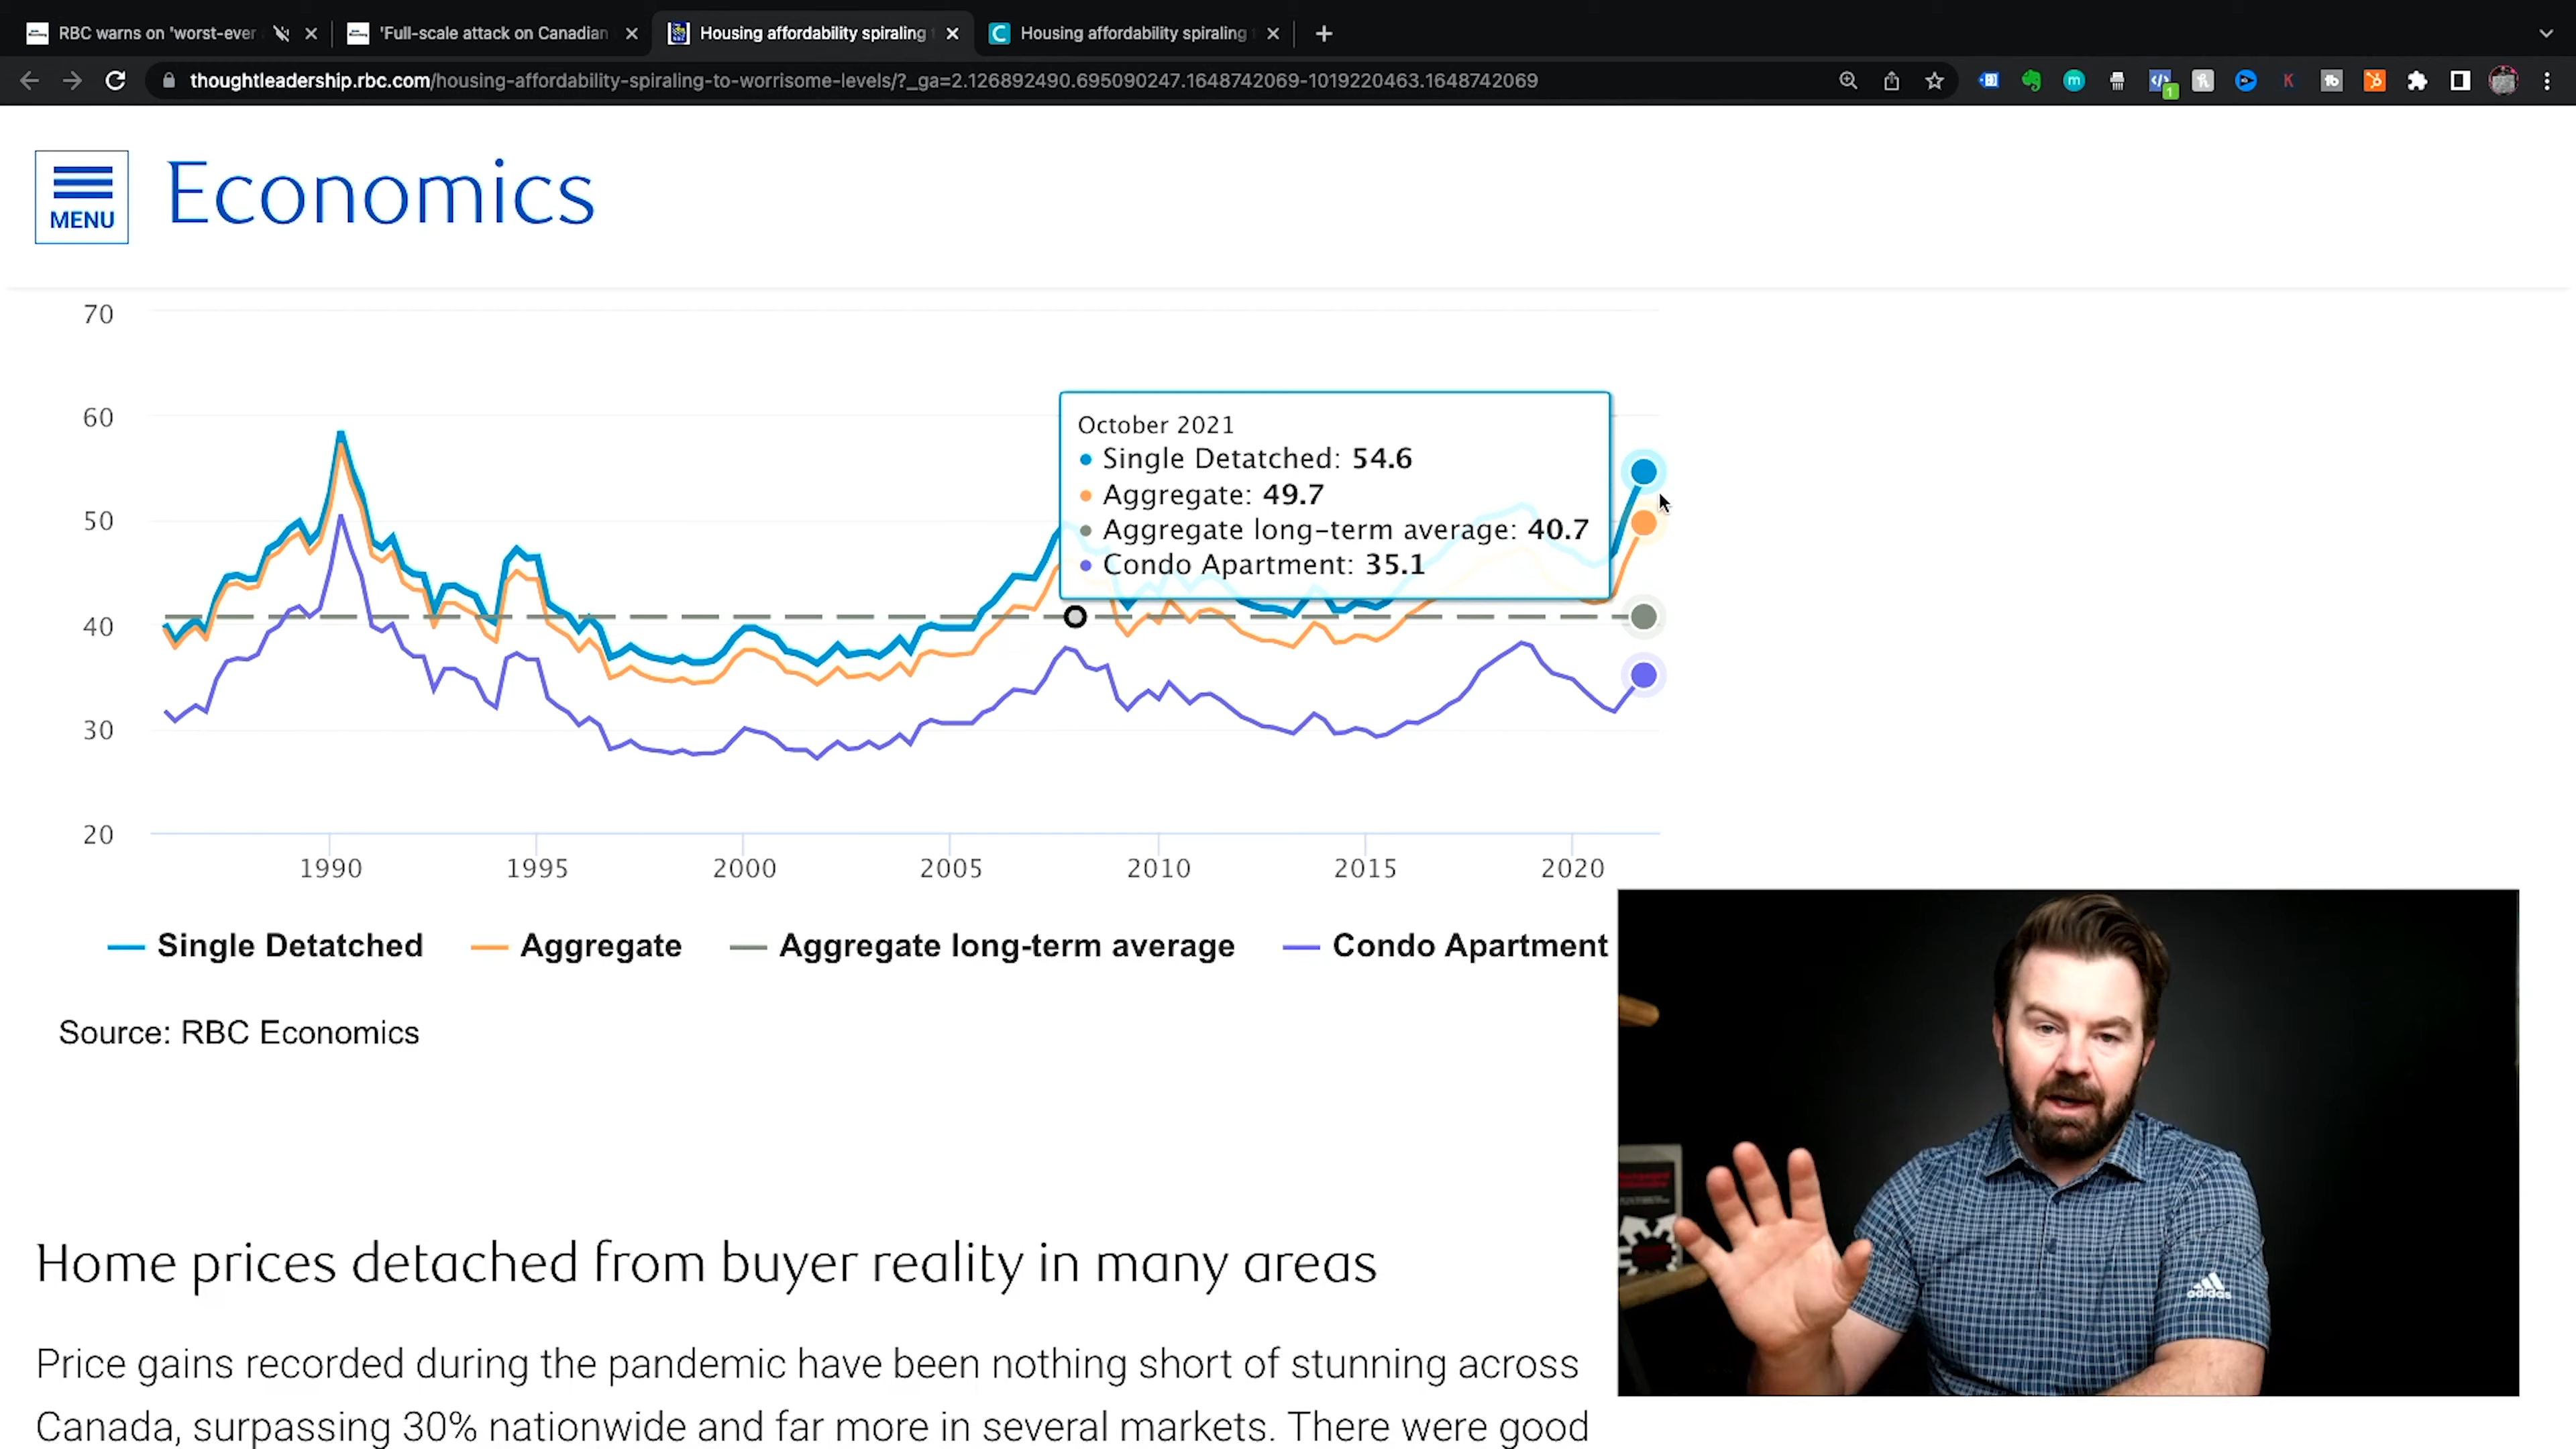 RBC warns on 'worst-ever
'Full-scale attack on Canadian
Housing affordability spiraling
Housing affordability spiraling
thoughtleadership.rbc.com/housing-affordability-spiraling-to-worrisome-levels/?_ga=2.126892490.695090247.1648742069-1019220463.1648742069
MENU
Economics
70
60
50
40
30
20
October 2021
Single Detatched: 54.6
Aggregate: 49.7
Aggregate long-term average: 40.7
Condo Apartment: 35.1
1990 1995 2000 2005 2010 2015 2020
Single Detatched Aggregate Aggregate long-term average Condo Apartment
Source: RBC Economics
adidas
Home prices detached from buyer reality in many areas
Price gains recorded during the pandemic have been nothing short of stunning across
Canada, surpassing 30% nationwide and far more in several markets. There were good